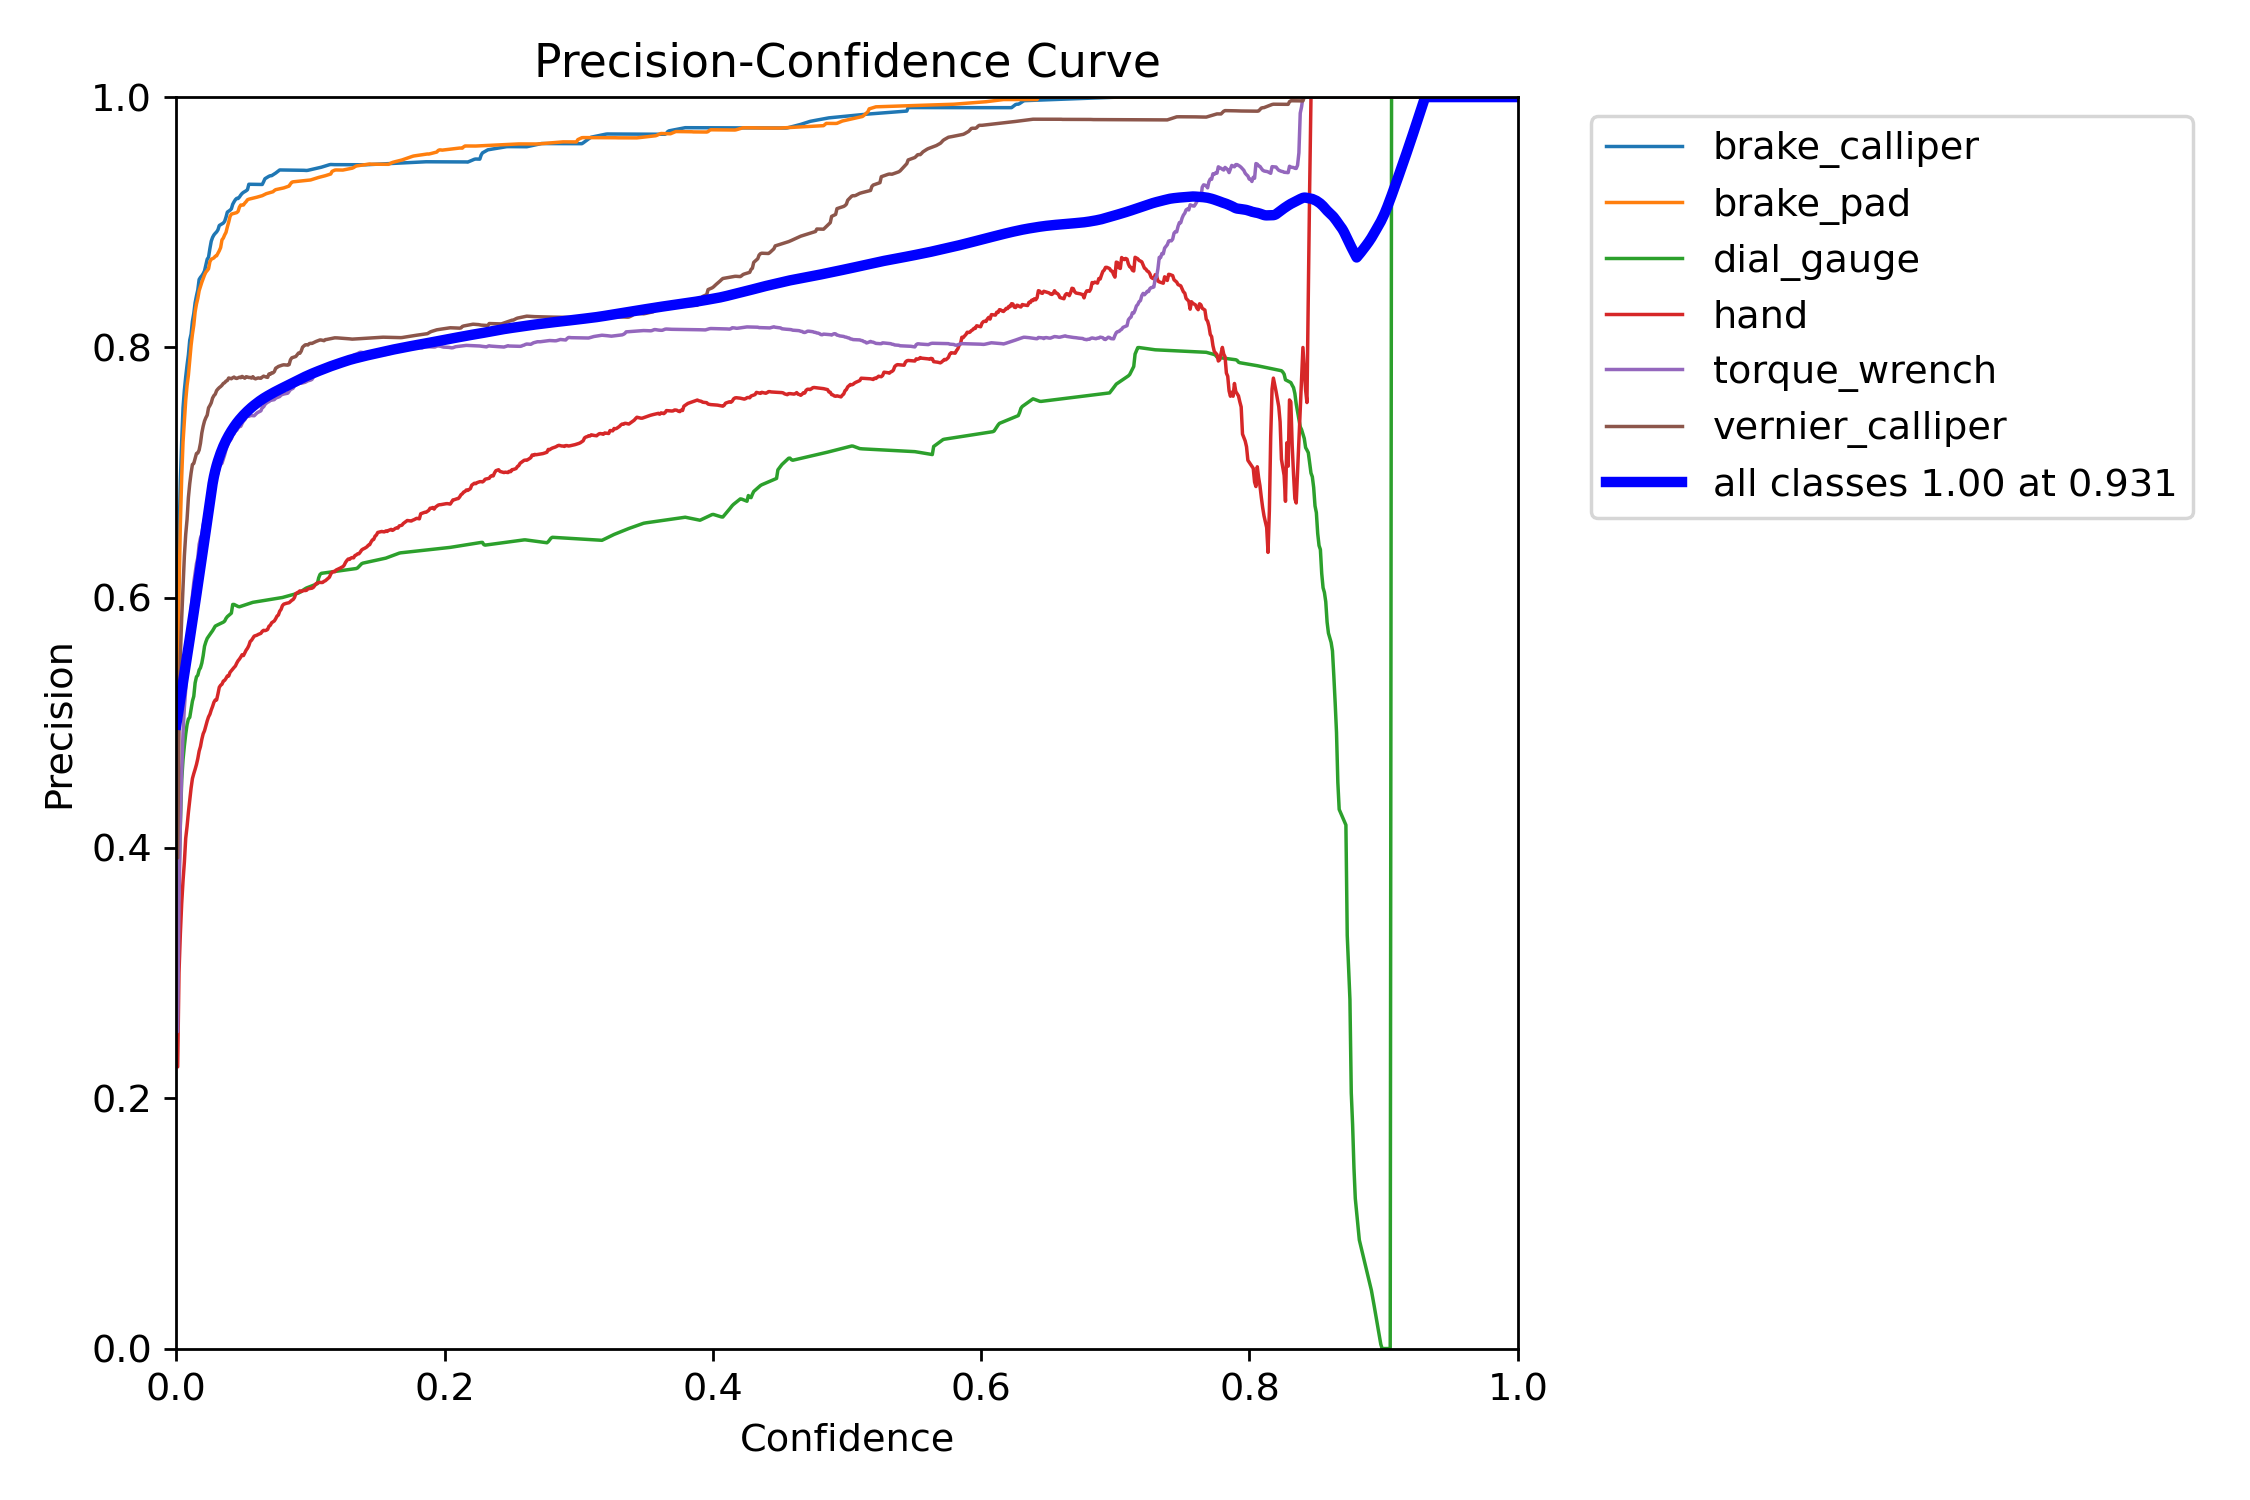 Precision-Confidence Curve
1.0
0.8
0.6
0.4
0.2
0.0
Precision
0.0 0.2 0.4 0.6 0.8 1.0
Confidence
brake_calliper
brake_pad
dial_gauge
hand
torque_wrench
vernier_calliper
all classes 1.00 at 0.931